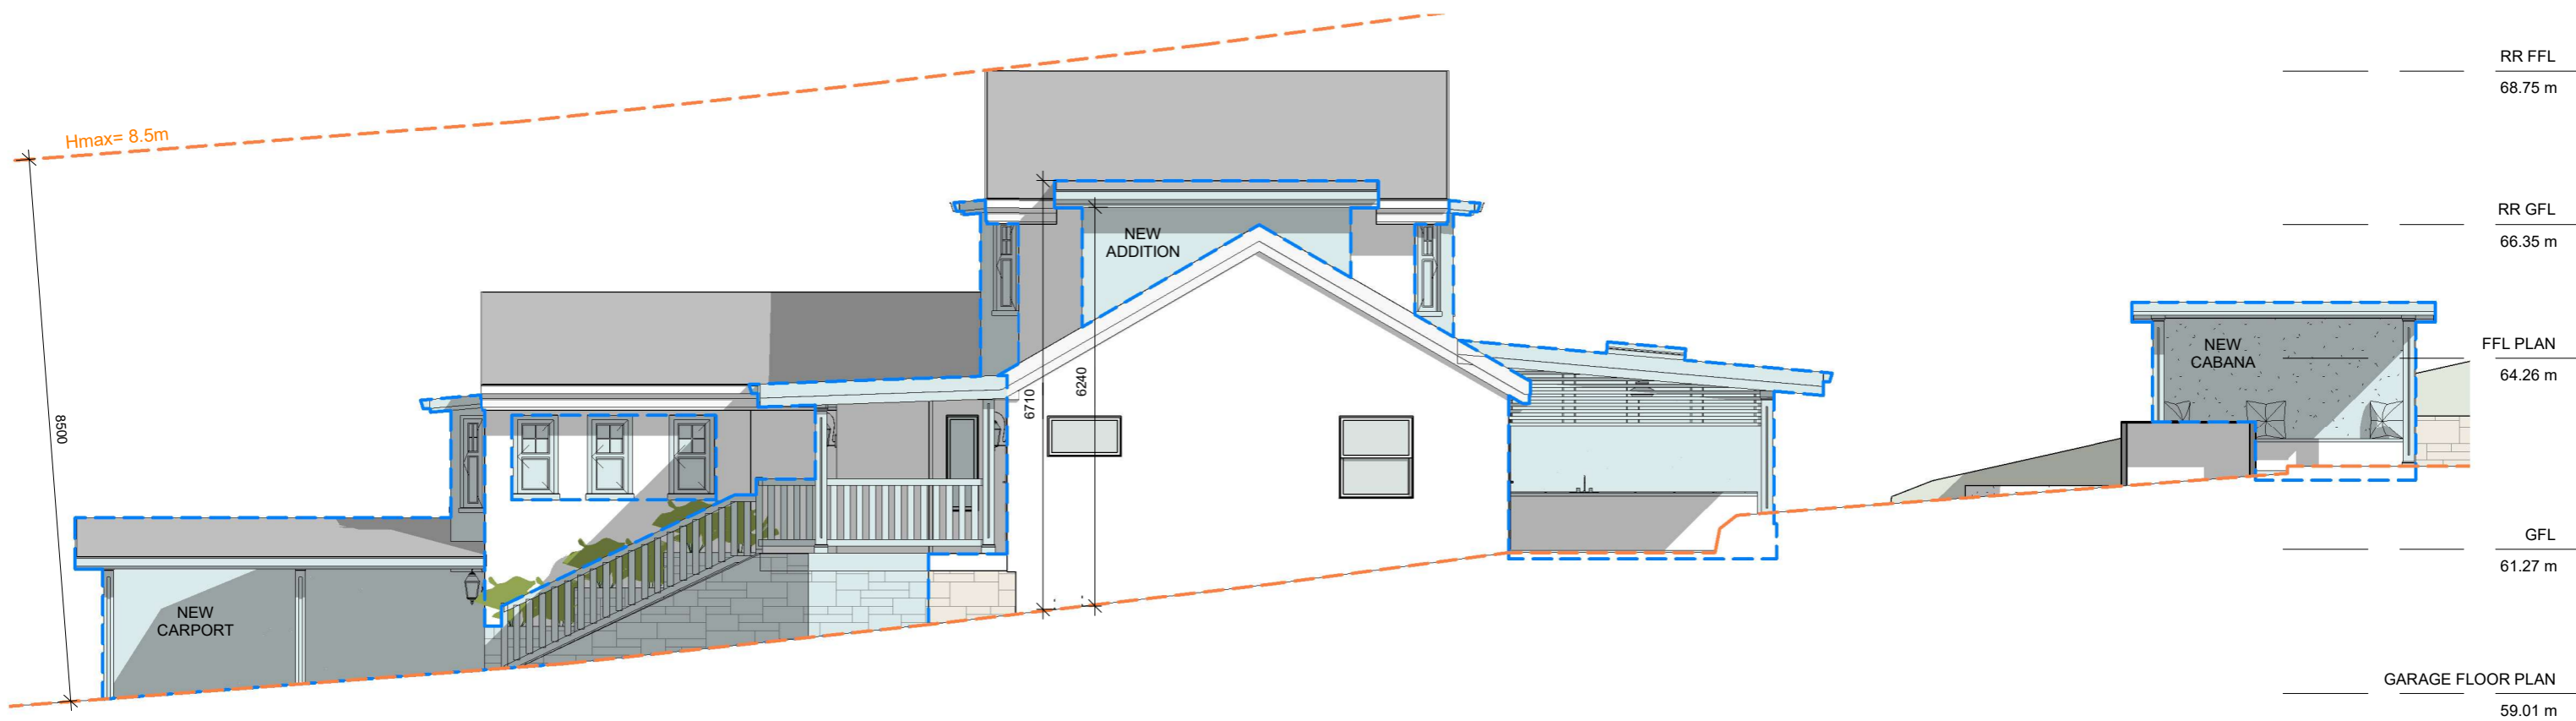 Hmax= 8.5m
8500
NEW
ADDITION
6710
6240
NEW
CARPORT
NEW
CABANA
RR FFL
68.75 m
RR GFL
66.35 m
FFL PLAN
64.26 m
GFL
61.27 m
GARAGE FLOOR PLAN
59.01 m